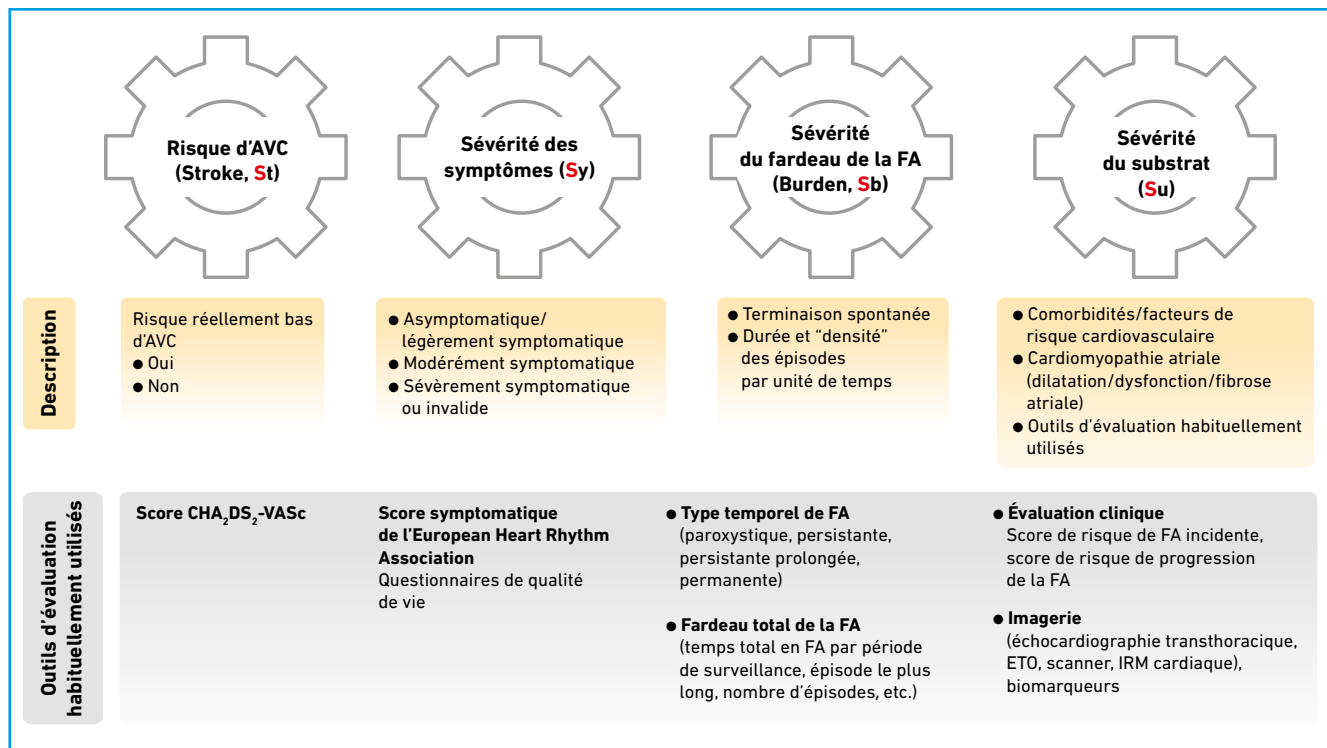 Risque d'AVC
(Stroke, St)
Sévérité des
symptômes (Sy)
Sévérité
du fardeau de la FA
(Burden, Sb)
Sévérité
du substrat
(Su)
Description
Risque réellement bas
d'AVC
● Oui
● Non
● Asymptomatique/
légèrement symptomatique
● Modérément symptomatique
● Sévèrement symptomatique
ou invalide
● Terminaison spontanée
● Durée et “densité”
des épisodes
par unité de temps
● Comorbidités/facteurs de
risque cardiovasculaire
● Cardiomyopathie atriale
(dilatation/dysfonction/fibrose
atriale)
● Outils d'évaluation habituellement
utilisés
Outils d'évaluation
habituellement utilisés
Score CHA₂DS₂-VASc
Score symptomatique
de l'European Heart Rhythm
Association
Questionnaires de qualité
de vie
● Type temporel de FA
(paroxystique, persistante,
persistante prolongée,
permanente)
● Fardeau total de la FA
(temps total en FA par période
de surveillance, épisode le plus
long, nombre d'épisodes, etc.)
● Évaluation clinique
Score de risque de FA incidente,
score de risque de progression
de la FA
● Imagerie
(échocardiographie transthoracique,
ETO, scanner, IRM cardiaque),
biomarqueurs